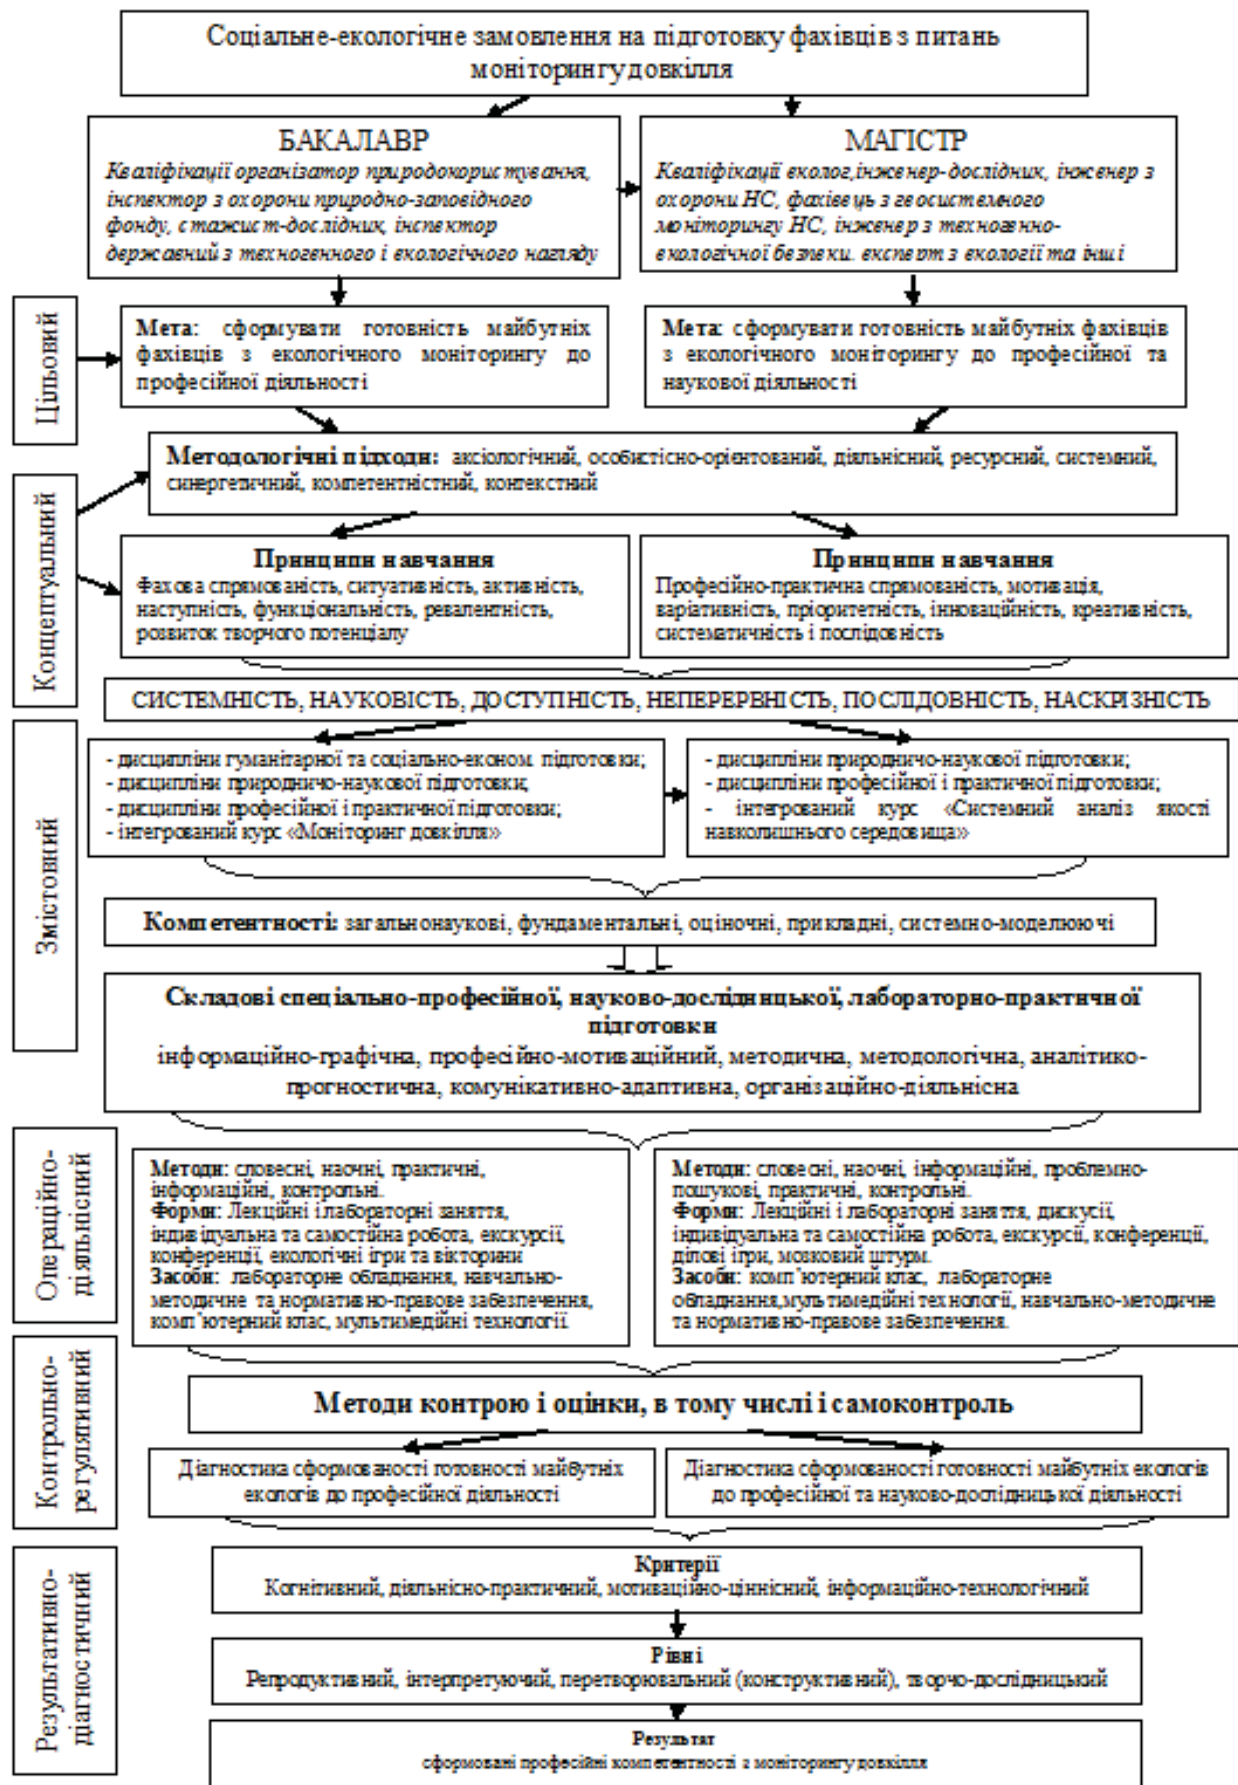 Соціальне-екологічне замовлення на підготовку фахівців з питань
моніторингу довкілля
БАКАЛАВР
Кваліфікації організатор природокористування,
інспектор з охорони природно-заповідного
фонду, стажист-дослідник, інспектор
державний з техногенного і екологічного нагляду
МАГІСТР
Кваліфікації еколог,інженер-дослідник, інженер з
охорони НС, фахівець з геосистемного
моніторингу НС, інженер з техногенно-
екологічної безпеки. експерт з екології та інші
Цільовий
Мета: сформувати готовність майбутніх
фахівців з екологічного моніторингу до
професійної діяльності
Мета: сформувати готовність майбутніх фахівців
з екологічного моніторингу до професійної та
наукової діяльності
Концептуальний
Методологічні підходи: аксіологічний, особистісно-орієнтований, діяльнісний, ресурсний, системний,
синергетичний, компетентністний, контекстний
Принципи навчання
Фахова спрямованість, ситуативність, активність,
наступність, функціональність, ревалентність,
розвиток творчого потенціалу
Принципи навчання
Професійно-практична спрямованість, мотивація,
варіативність, пріоритетність, інноваційність, креативність,
систематичність і послідовність
СИСТЕМНІСТЬ, НАУКОВІСТЬ, ДОСТУПНІСТЬ, НЕПЕРЕРВНІСТЬ, ПОСЛІДОВНІСТЬ, НАСКРІЗНІСТЬ
Змістовний
- дисципліни гуманітарної та соціально-економ підготовки;
- дисципліни природничо-наукової підготовки;
- дисципліни професійної і практичної підготовки;
- інтегрований курс «Моніторинг довкілля»
- дисципліни природничо-наукової підготовки;
- дисципліни професійної і практичної підготовки;
- інтегрований курс «Системний аналіз якості
навколишнього середовища»
Компетентності: загальнонаукові, фундаментальні, оціночні, прикладні, системно-моделюючі
Складові спеціально-професійної, науково-дослідницької, лабораторно-практичної
підготовки
інформаційно-графічна, професійно-мотиваційний, методична, методологічна, аналітико-
прогностична, комунікативно-адаптивна, організаційно-діяльнісна
Операційно-
діяльнісний
Методи: словесні, наочні, практичні,
інформаційні, контрольні.
Форми: Лекційні і лабораторні заняття,
індивідуальна та самостійна робота, екскурсії,
конференції, екологічні ігри та вікторини
Засоби: лабораторне обладнання, навчально-
методичне та нормативно-правове забезпечення,
комп'ютерний клас, мультимедійні технології.
Методи: словесні, наочні, інформаційні, проблемно-
пошукові, практичні, контрольні.
Форми: Лекційні і лабораторні заняття, дискусії,
індивідуальна та самостійна робота, екскурсії, конференції,
ділові ігри, мозковий штурм.
Засоби: комп'ютерний клас, лабораторне
обладнання,мультимедійні технології, навчально-методичне
та нормативно-правове забезпечення.
Контрольно-
регулятивний
Методи контрою і оцінки, в тому числі і самоконтроль
Діагностика сформованості готовності майбутніх
екологів до професійної діяльності
Діагностика сформованості готовності майбутніх екологів
до професійної та науково-дослідницької діяльності
Результативно-
діагностичний
Критерії
Когнітивний, діяльнісно-практичний, мотиваційно-ціннісний, інформаційно-технологічний
Рівні
Репродуктивний, інтерпретуючий, перетворювальний (конструктивний), творчо-дослідницький
Результат
сформовані професійні компетентності з моніторингу довкілля